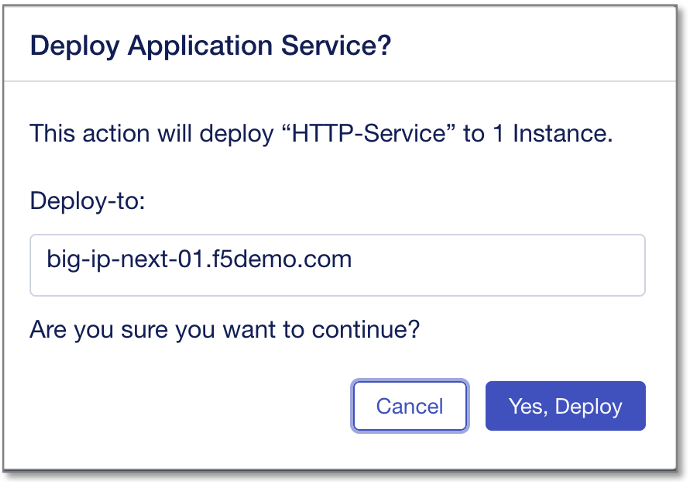 Deploy Application Service?
This action will deploy “HTTP-Service” to 1 Instance.
Deploy-to:
big-ip-next-01.f5demo.com
Are you sure you want to continue?
Cancel
Yes, Deploy